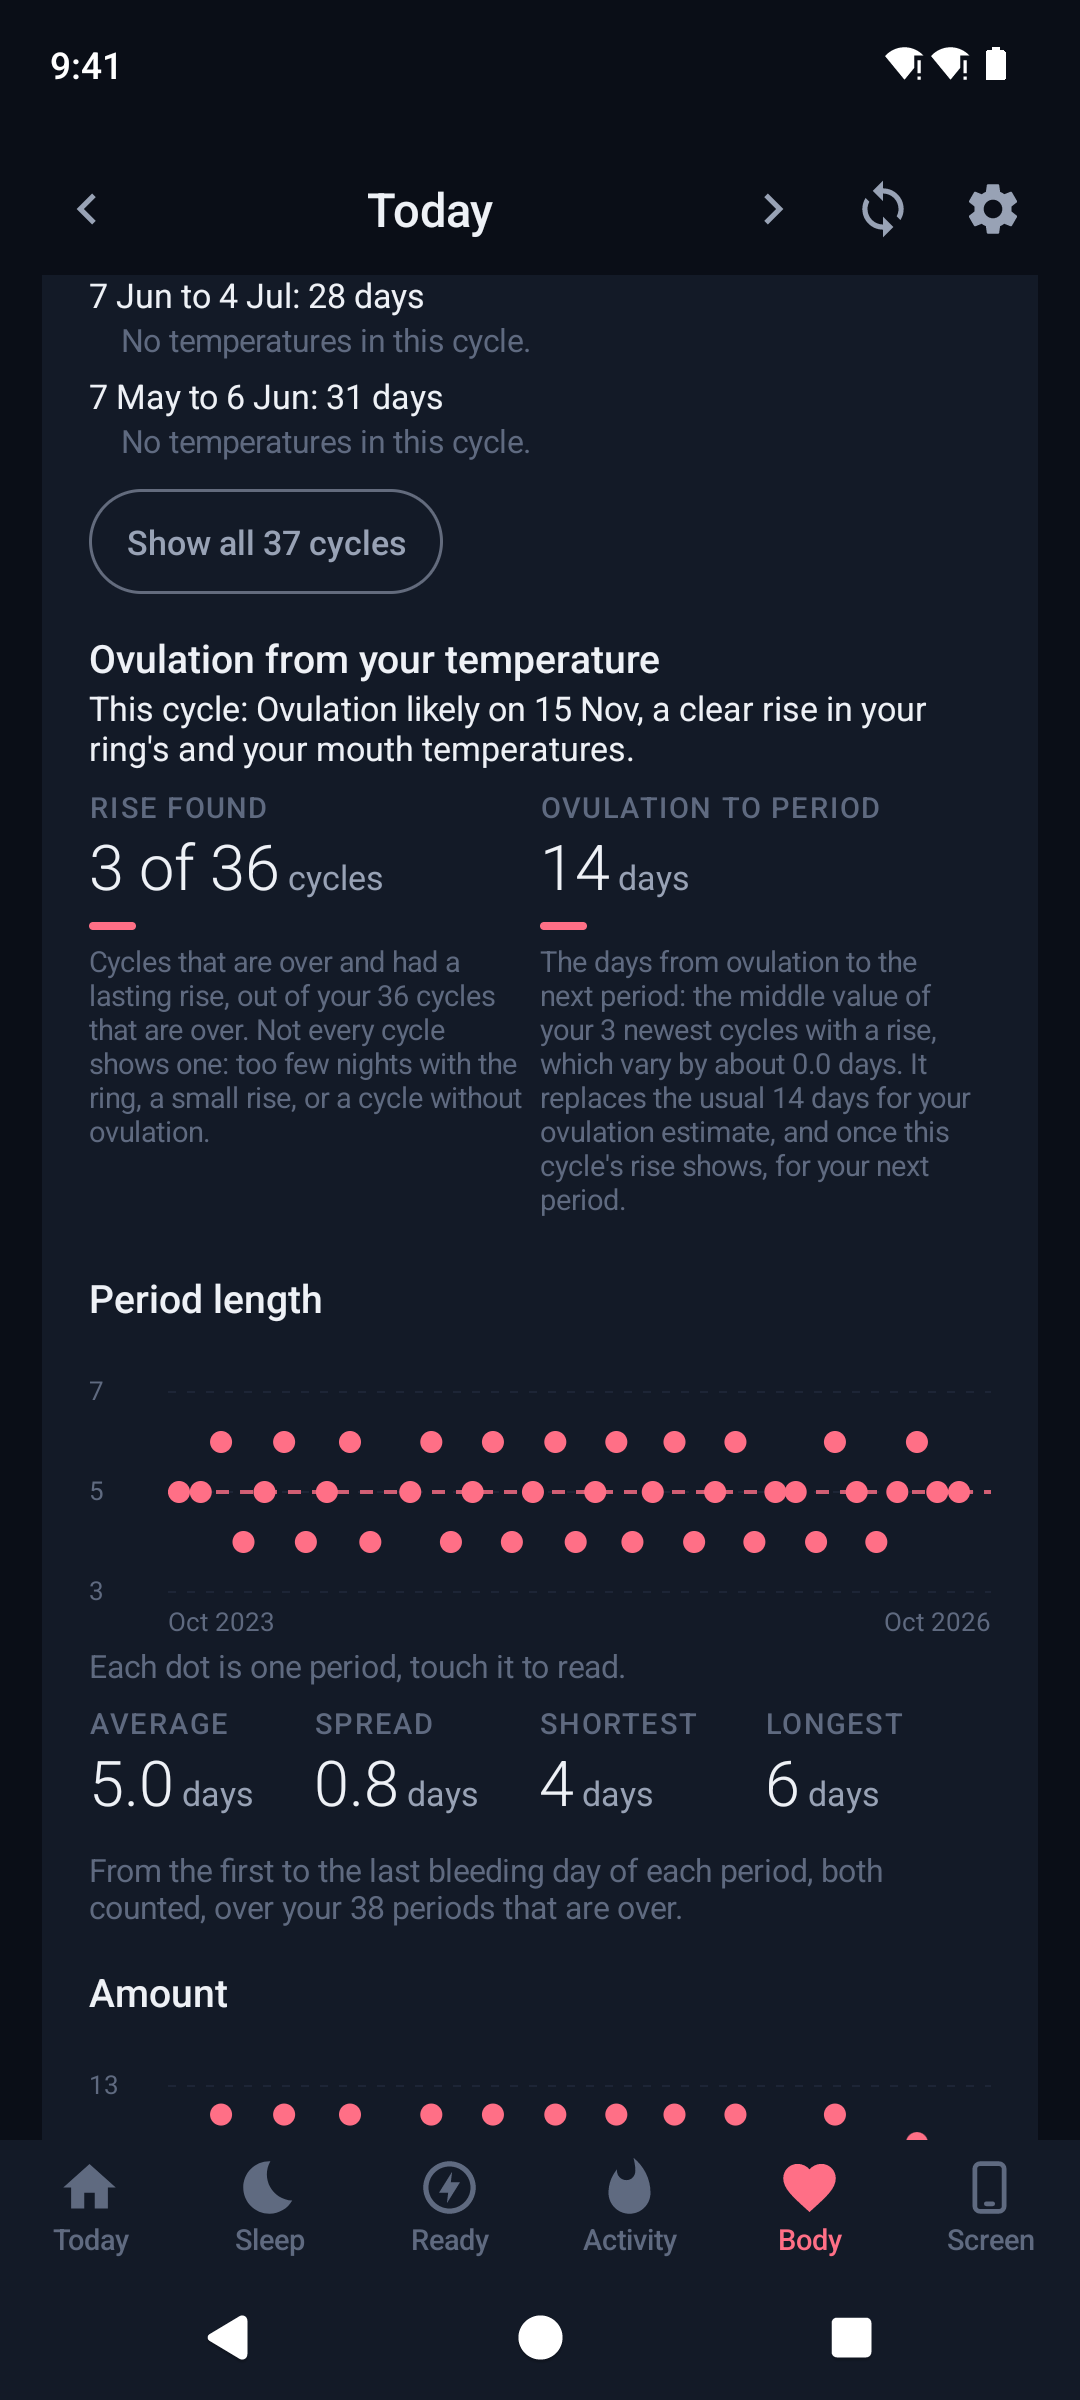 9:41
Today
7 Jun to 4 Jul: 28 days
No temperatures in this cycle.
7 May to 6 Jun: 31 days
No temperatures in this cycle.
Show all 37 cycles
Ovulation from your temperature
This cycle: Ovulation likely on 15 Nov, a clear rise in your
ring's and your mouth temperatures.
RISE FOUND
3 of 36 cycles
Cycles that are over and had a
lasting rise, out of your 36 cycles
that are over. Not every cycle
shows one: too few nights with the
ring, a small rise, or a cycle without
ovulation.
OVULATION TO PERIOD
14 days
The days from ovulation to the
next period: the middle value of
your 3 newest cycles with a rise,
which vary by about 0.0 days. It
replaces the usual 14 days for your
ovulation estimate, and once this
cycle's rise shows, for your next
period.
Period length
7
5
3
Oct 2023 Oct 2026
Each dot is one period, touch it to read.
AVERAGE SPREAD SHORTEST LONGEST
5.0 days 0.8 days 4 days 6 days
From the first to the last bleeding day of each period, both
counted, over your 38 periods that are over.
Amount
13
Today Sleep Ready Activity Body Screen